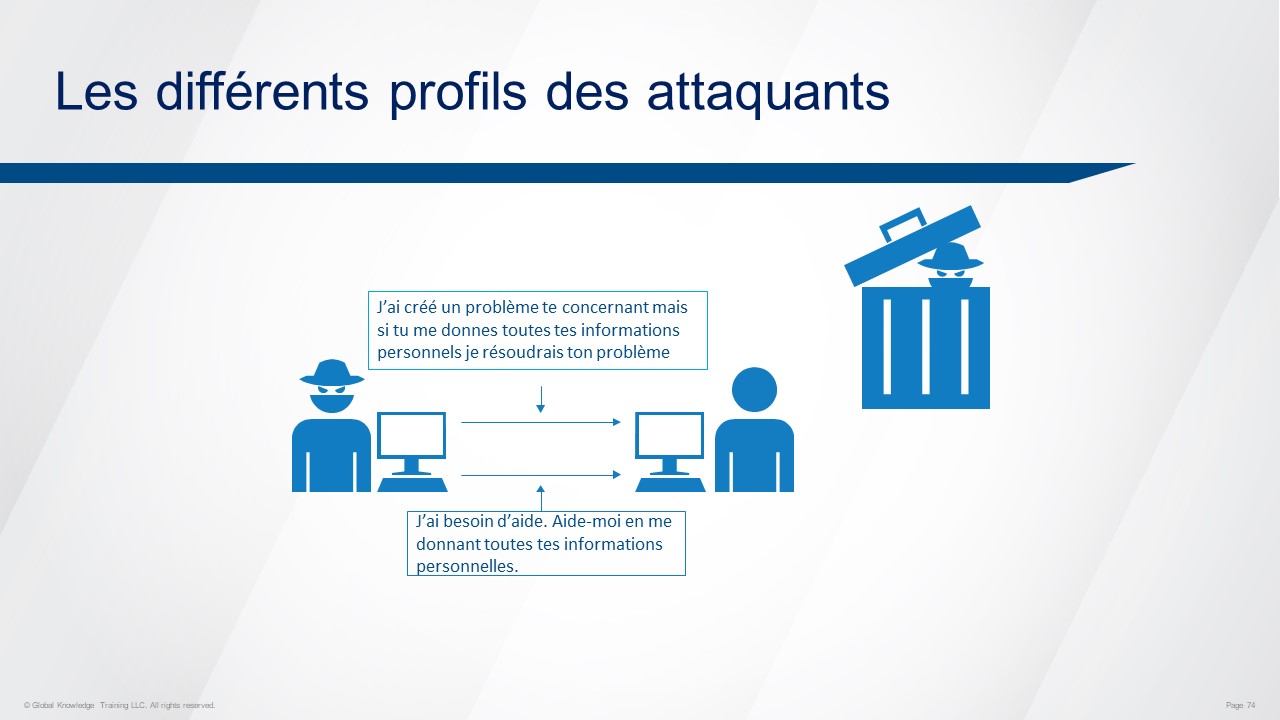 Les différents profils des attaquants
J’ai créé un problème te concernant mais
si tu me donnes toutes tes informations
personnels je résoudrais ton problème
J’ai besoin d’aide. Aide-moi en me
donnant toutes tes informations
personnelles.
© Global Knowledge Training LLC. All rights reserved.
Page 74